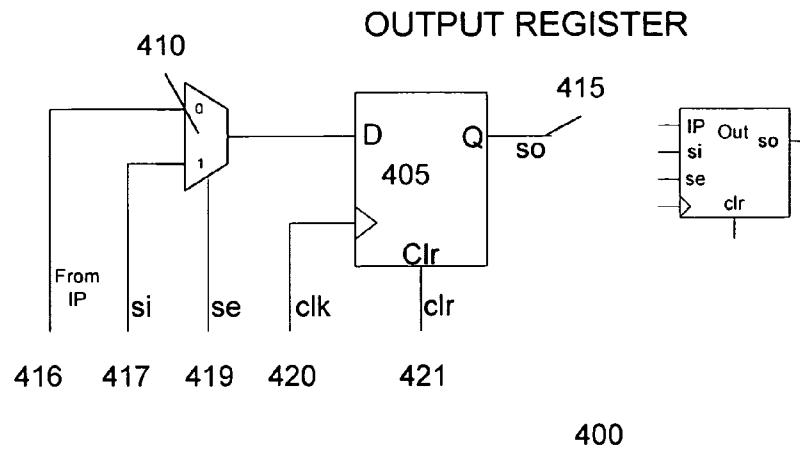 OUTPUT REGISTER
410
415
0
1
D
Q
so
405
Clr
IP
Out
so
si
se
clr
From
IP
si
se
clk
clr
416
417
419
420
421
400